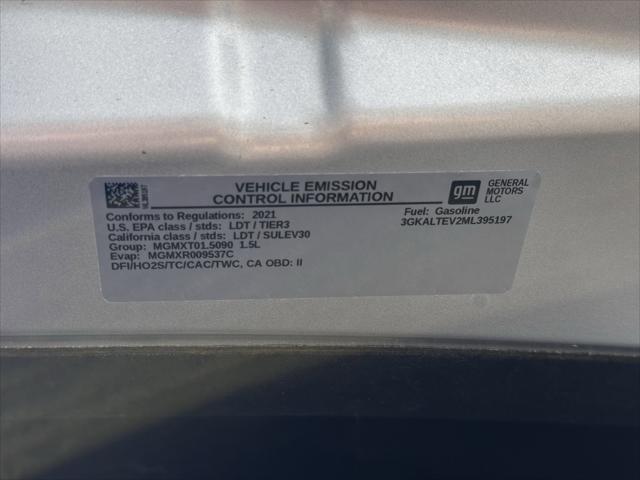 VEHICLE EMISSION
CONTROL INFORMATION
gm
GENERAL
MOTORS
LLC
Conforms to Regulations: 2021
U.S. EPA class / stds: LDT / TIER3
California class / stds: LDT / SULEV30
Group: MGMXT01.5090 1.5L
Evap: MGMXR009537C
DFI/HO2S/TC/CAC/TWC, CA OBD: II
Fuel: Gasoline
3GKALTEV2ML395197